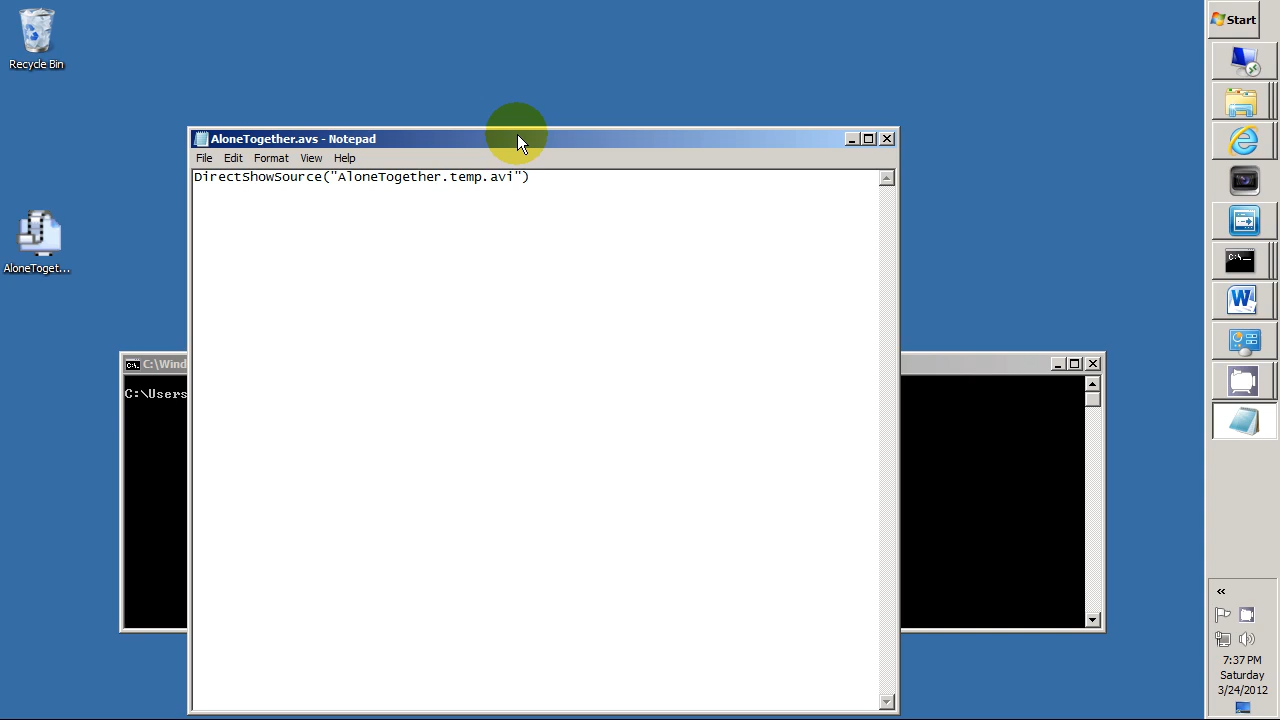 Recycle Bin
AloneToget...
AloneTogether.avs - Notepad
File Edit Format View Help
DirectShowSource("AloneTogether.temp.avi")
C:\Wind
C:\Users
Start
7:37 PM
Saturday
3/24/2012